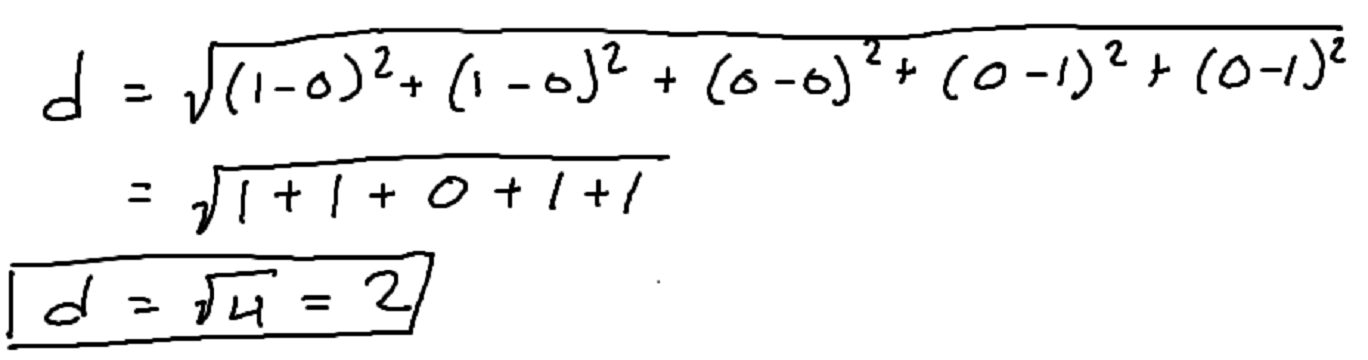 d = √(1-0)² + (1-0)² + (0-0)² + (0-1)² + (0-1)²
= √1+1+0+1+1
d = √4 = 2